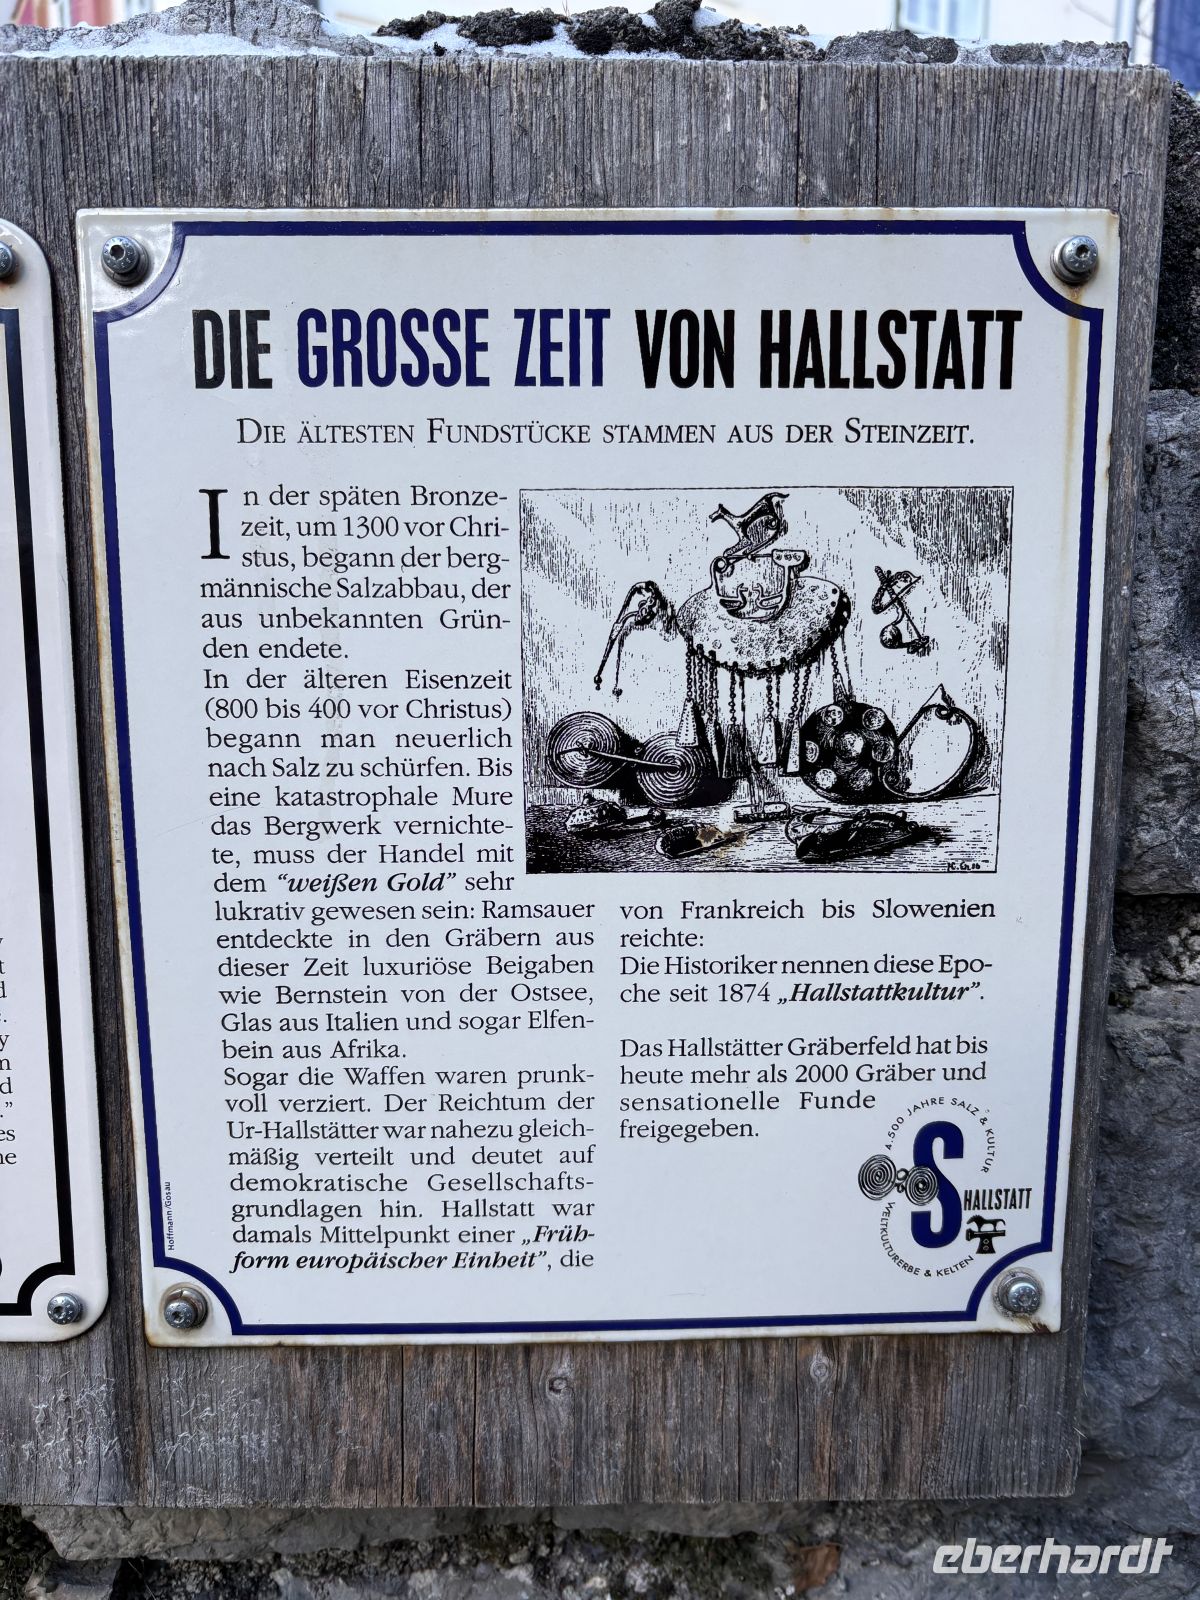 DIE GROSSE ZEIT VON HALLSTATT
DIE ÄLTESTEN FUNDSTÜCKE STAMMEN AUS DER STEINZEIT.
In der späten Bronze-
zeit, um 1300 vor Chri-
stus, begann der berg-
männische Salzabbau, der
aus unbekannten Grün-
den endete.
In der älteren Eisenzeit
(800 bis 400 vor Christus)
begann man neuerlich
nach Salz zu schürfen. Bis
eine katastrophale Mure
das Bergwerk vernichte-
te, muss der Handel mit
dem “weißen Gold” sehr
lukrativ gewesen sein: Ramsauer
entdeckte in den Gräbern aus
dieser Zeit luxuriöse Beigaben
wie Bernstein von der Ostsee,
Glas aus Italien und sogar Elfen-
bein aus Afrika.
Sogar die Waffen waren prunk-
voll verziert. Der Reichtum der
Ur-Hallstätter war nahezu gleich-
mäßig verteilt und deutet auf
demokratische Gesellschafts-
grundlagen hin. Hallstatt war
damals Mittelpunkt einer „Früh-
form europäischer Einheit”, die
von Frankreich bis Slowenien
reichte:
Die Historiker nennen diese Epo-
che seit 1874 „Hallstattkultur”.
Das Hallstätter Gräberfeld hat bis
heute mehr als 2000 Gräber und
sensationelle Funde
freigegeben.
4.500 JAHRE SALZ & KULTUR
S
HALLSTATT
WELTKULTURERBE & KELTEN
Hoffmann/Gosau
eberhardt